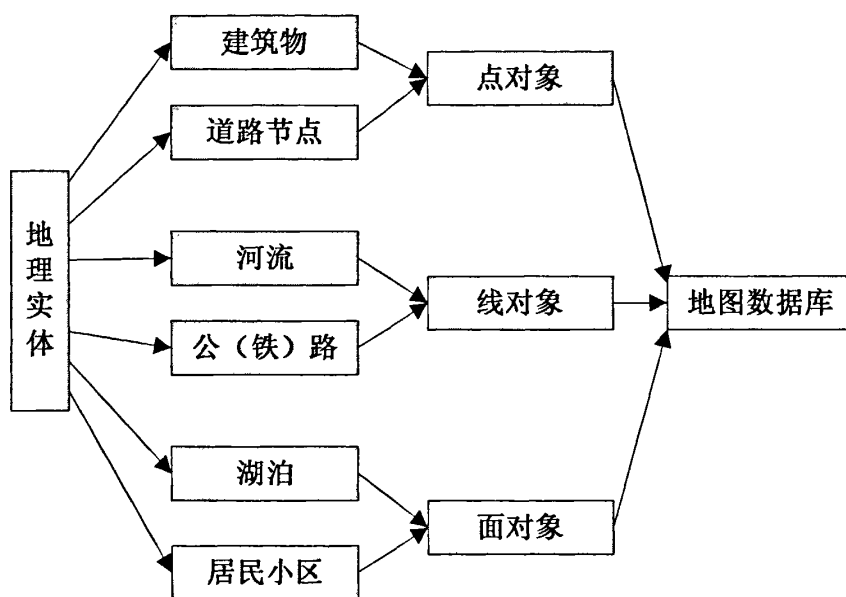 地理实体
建筑物
道路节点
河流
公（铁）路
湖泊
居民小区
点对象
线对象
面对象
地图数据库